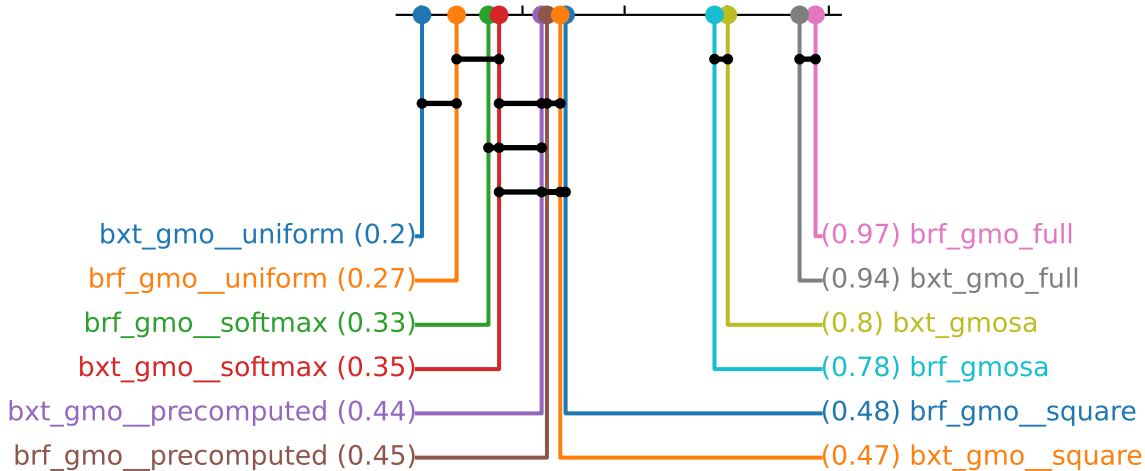 bxt_gmo__uniform (0.2)
(0.97) brf_gmo_full
brf_gmo__uniform (0.27)
(0.94) bxt_gmo_full
brf_gmo__softmax (0.33)
(0.8) bxt_gmosa
bxt_gmo__softmax (0.35)
(0.78) brf_gmosa
bxt_gmo__precomputed (0.44)
(0.48) brf_gmo__square
brf_gmo__precomputed (0.45)
(0.47) bxt_gmo__square